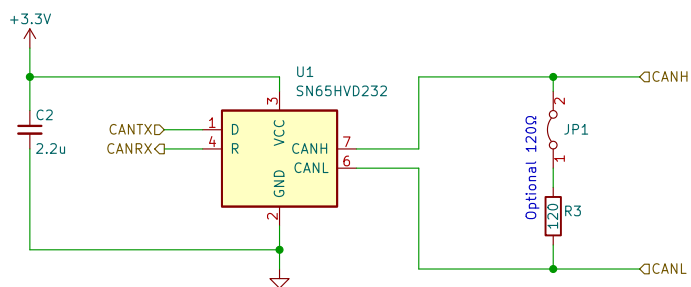 +3.3V
U1
SN65HVD232
CANH
C2
2.2u
CANTX
CANRX
1
4
3
D
R
VCC
CANH
CANL
GND
7
6
2
2
JP1
1
Optional 120Ω
120
R3
CANL